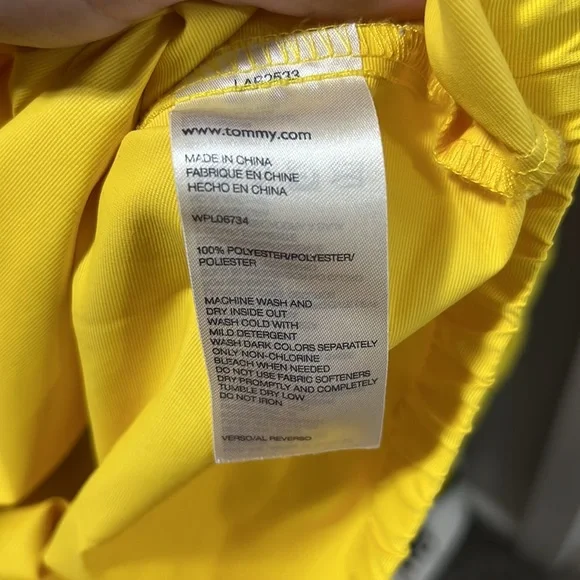 www.tommy.com
MADE IN CHINA
FABRIQUE EN CHINE
HECHO EN CHINA
WPL06734
100% POLYESTER/POLYESTER/
POLIESTER
MACHINE WASH AND
DRY INSIDE OUT
WASH COLD WITH
MILD DETERGENT
WASH DARK COLORS SEPARATELY
ONLY NON-CHLORINE
BLEACH WHEN NEEDED
DO NOT USE FABRIC SOFTENERS
DRY PROMPTLY AND COMPLETELY
TUMBLE DRY LOW
DO NOT IRON
VERSO/AL REVERSO